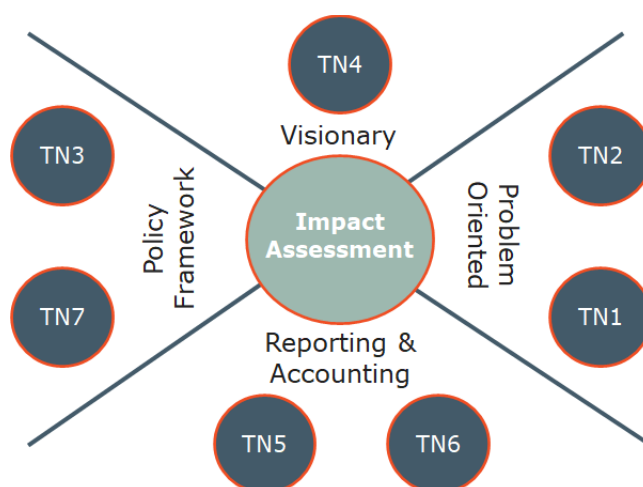 TN4
Visionary
TN3
TN2
Policy
Framework
Impact
Assessment
Problem
Oriented
TN7
TN1
Reporting &
Accounting
TN5
TN6